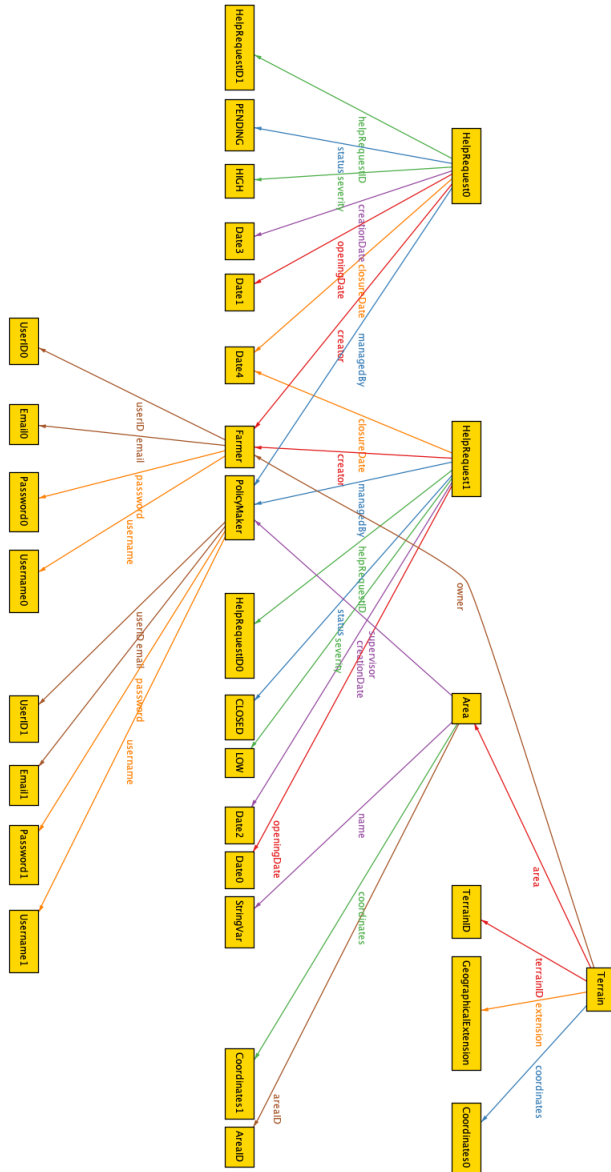 Terrain
area
terrainID
extension
coordinates
owner
HelpRequest0
HelpRequest1
Area
TerrainID
GeographicalExtension
Coordinates0
helpRequestID
status
severity
creationDate
openingDate
closureDate
creator
managedBy
closureDate
creator
managedBy
helpRequestID
status
severity
supervisor
creationDate
openingDate
name
coordinates
areaID
HelpRequestID1
PENDING
HIGH
Date3
Date1
Date4
Farmer
PolicyMaker
HelpRequestID0
CLOSED
LOW
Date2
Date0
StringVar
Coordinates1
AreaID
userID
email
password
username
userID
email
password
username
UserID0
Email0
Password0
Username0
UserID1
Email1
Password1
Username1